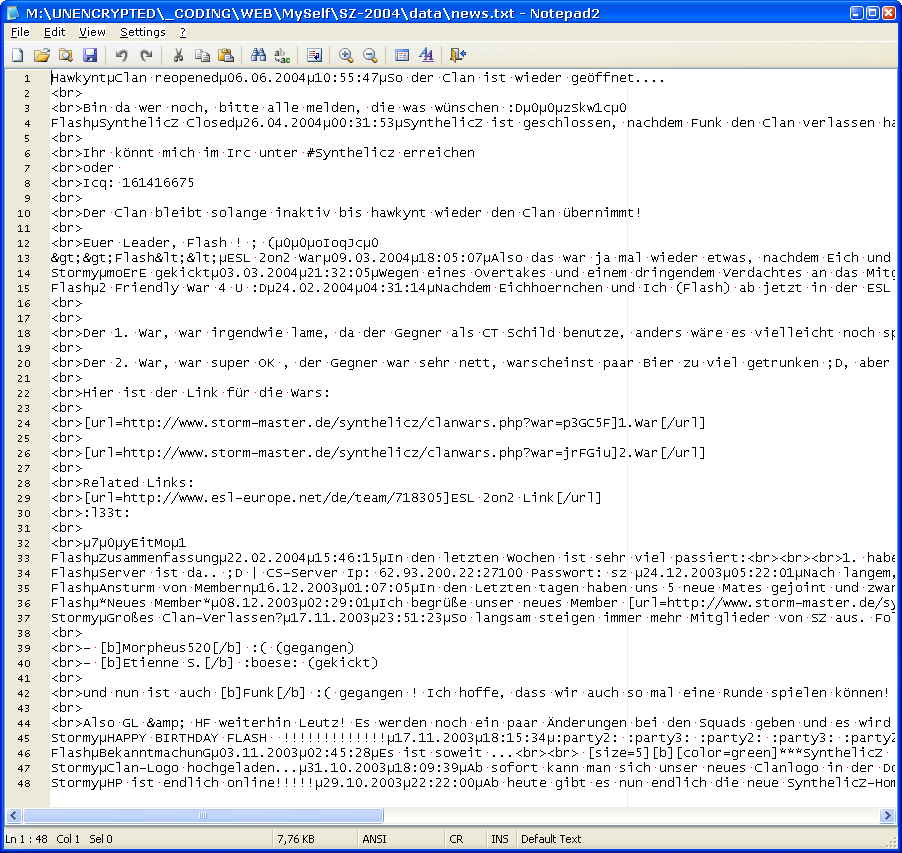 M:\UNENCRYPTED\_CODING\WEB\MySelf\SZ-2004\data\news.txt - Notepad2
File Edit View Settings ?
1 HawkyntµClan reopenedµ06.06.2004µ10:55:47µSo der Clan ist wieder geöffnet....
2 <br>
3 <br>Bin da wer noch, bitte alle melden, die was wünschen :Dµ0µ0µzSkw1cµ0
4 FlashµSynthelicZ Closedµ26.04.2004µ00:31:53µSynthelicZ ist geschlossen, nachdem Funk den Clan verlassen ha
5 <br>
6 <br>Ihr könnt mich im Irc unter #Synthelicz erreichen
7 <br>oder
8 <br>Icq: 161416675
9 <br>
10 <br>Der Clan bleibt solange inaktiv bis hawkynt wieder den Clan übernimmt!
11 <br>
12 <br>Euer Leader, Flash ! ; (µ0µ0µoIoqJcµ0
13 &gt;&gt;Flash&lt;&lt;µESL 2on2 Warµ09.03.2004µ18:05:07µAlso das war ja mal wieder etwas, nachdem Eich und
14 StormyµmoErE gekicktµ03.03.2004µ21:32:05µWegen eines Overtakes und einem dringendem Verdachtes an das Mitg
15 Flashµ2 Friendly War 4 U :Dµ24.02.2004µ04:31:14µNachdem Eichhoernchen und Ich (Flash) ab jetzt in der ESL
16 <br>
17 <br>
18 <br>Der 1. War, war irgendwie lame, da der Gegner als CT Schild benutze, anders wäre es vielleicht noch sp
19 <br>
20 <br>Der 2. War, war super OK , der Gegner war sehr nett, warscheinst paar Bier zu viel getrunken ;D, aber
21 <br>
22 <br>Hier ist der Link für die Wars:
23 <br>
24 <br>[url=http://www.storm-master.de/synthelicz/clanwars.php?war=p3GC5F]1.War[/url]
25 <br>
26 <br>[url=http://www.storm-master.de/synthelicz/clanwars.php?war=jrFGiu]2.War[/url]
27 <br>
28 <br>Related Links:
29 <br>[url=http://www.esl-europe.net/de/team/718305]ESL 2on2 Link[/url]
30 <br>:l33t:
31 <br>
32 <br>µ7µ0µyEitMoµ1
33 FlashµZusammenfassungµ22.02.2004µ15:46:15µIn den letzten Wochen ist sehr viel passiert:<br><br><br>1. habe
34 FlashµServer ist da.. ;D | CS-Server Ip: 62.93.200.22:27100 Passwort: sz µ24.12.2003µ05:22:01µNach langem,
35 FlashµAnsturm von Membernµ16.12.2003µ01:07:05µIn den Letzten tagen haben uns 5 neue Mates gejoint und zwar
36 Flashµ*Neues Member*µ08.12.2003µ02:29:01µIch begrüße unser neues Member [url=http://www.storm-master.de/sy
37 StormyµGroßes Clan-Verlassen?µ17.11.2003µ23:51:23µSo langsam steigen immer mehr Mitglieder von SZ aus. Fo
38 <br>
39 <br>- [b]Morpheus520[/b] :( (gegangen)
40 <br>- [b]Etienne S.[/b] :boese: (gekickt)
41 <br>
42 <br>und nun ist auch [b]Funk[/b] :( gegangen ! Ich hoffe, dass wir auch so mal eine Runde spielen können!
43 <br>
44 <br>Also GL &amp; HF weiterhin Leutz! Es werden noch ein paar Änderungen bei den Squads geben und es wird
45 StormyµHAPPY BIRTHDAY FLASH !!!!!!!!!!!!!µ17.11.2003µ18:15:34µ:party2: :party3: :party2: :party3: :party2
46 FlashµBekanntmachunGµ03.11.2003µ02:45:28µEs ist soweit ...<br><br> [size=5][b][color=green]***SynthelicZ
47 StormyµClan-Logo hochgeladen...µ31.10.2003µ18:09:39µAb sofort kann man sich unser neues Clanlogo in der Do
48 StormyµHP ist endlich online!!!!!µ29.10.2003µ22:22:00µAb heute gibt es nun endlich die neue SynthelicZ-Hom
Ln 1 : 48 Col 1 Sel 0 7,76 KB ANSI CR INS Default Text